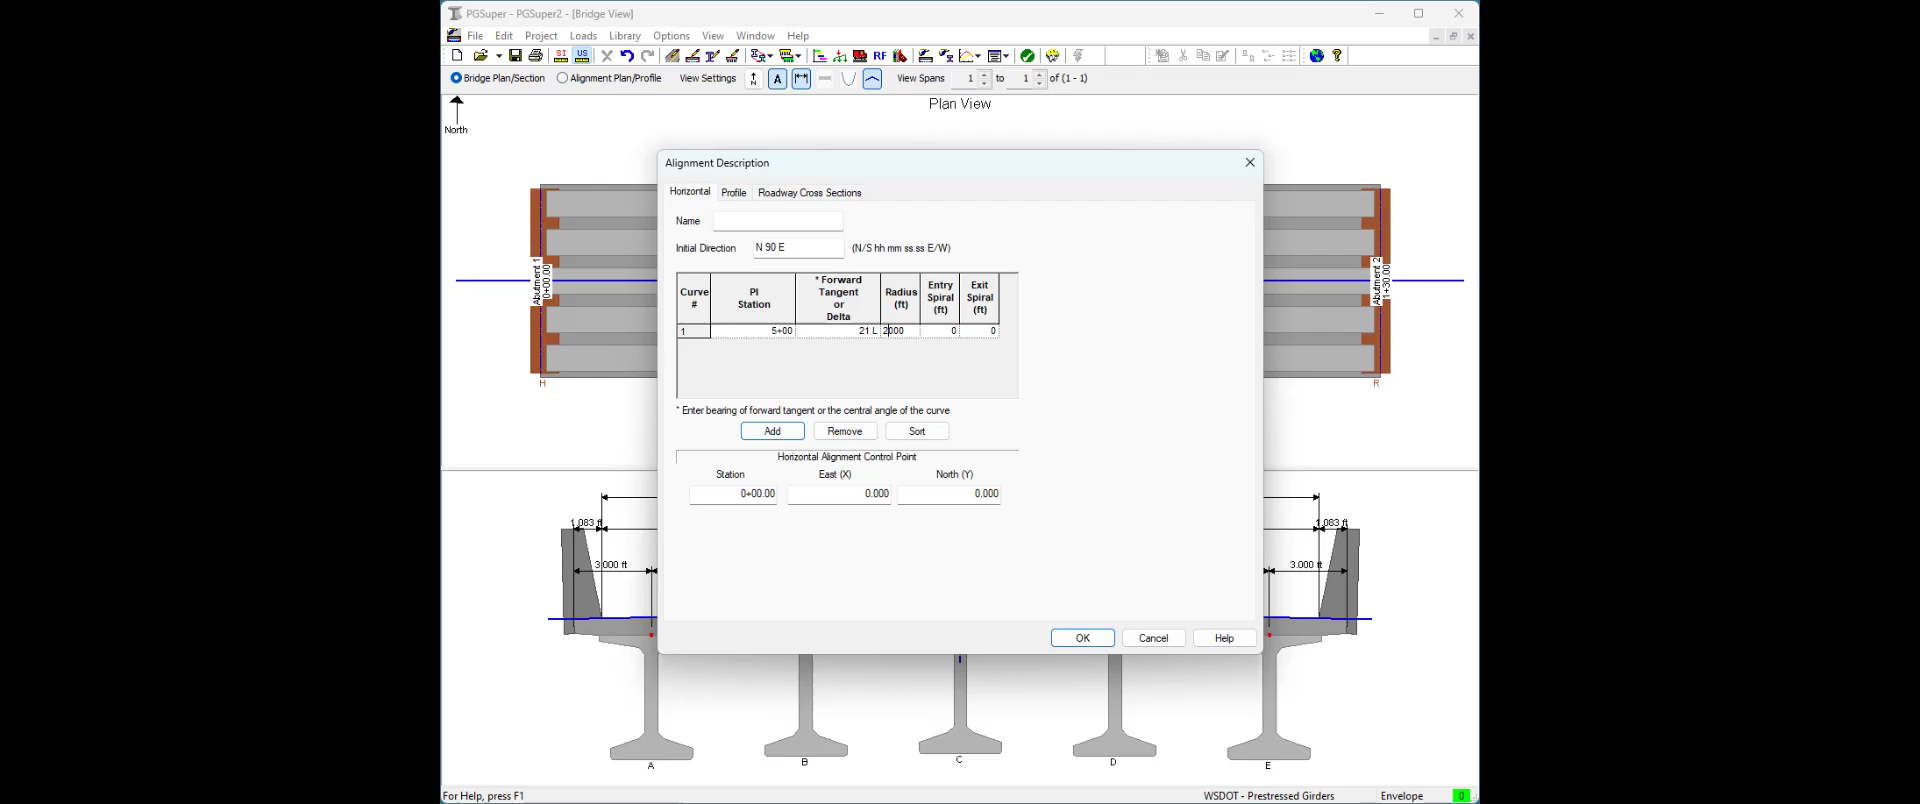 PGSuper - PGSuper2 - [Bridge View]
File Edit Project Loads Library Options View Window Help
SI US RF
Bridge Plan/Section Alignment Plan/Profile View Settings N A View Spans 1 to 1 of (1 - 1)
Plan View
North
Abutment 1
0+00.00
H
Abutment 2
1+30.00
R
Alignment Description
Horizontal Profile Roadway Cross Sections
Name
Initial Direction N 90 E (N/S hh mm ss.ss E/W)
Curve # PI Station * Forward Tangent or Delta Radius (ft) Entry Spiral (ft) Exit Spiral (ft)
1 5+00 21 L 2000 0 0
* Enter bearing of forward tangent or the central angle of the curve
Add Remove Sort
Horizontal Alignment Control Point
Station East (X) North (Y)
0+00.00 0.000 0.000
OK Cancel Help
1.083 ft 1.083 ft
3.000 ft 3.000 ft
A B C D E
For Help, press F1 WSDOT - Prestressed Girders Envelope 0